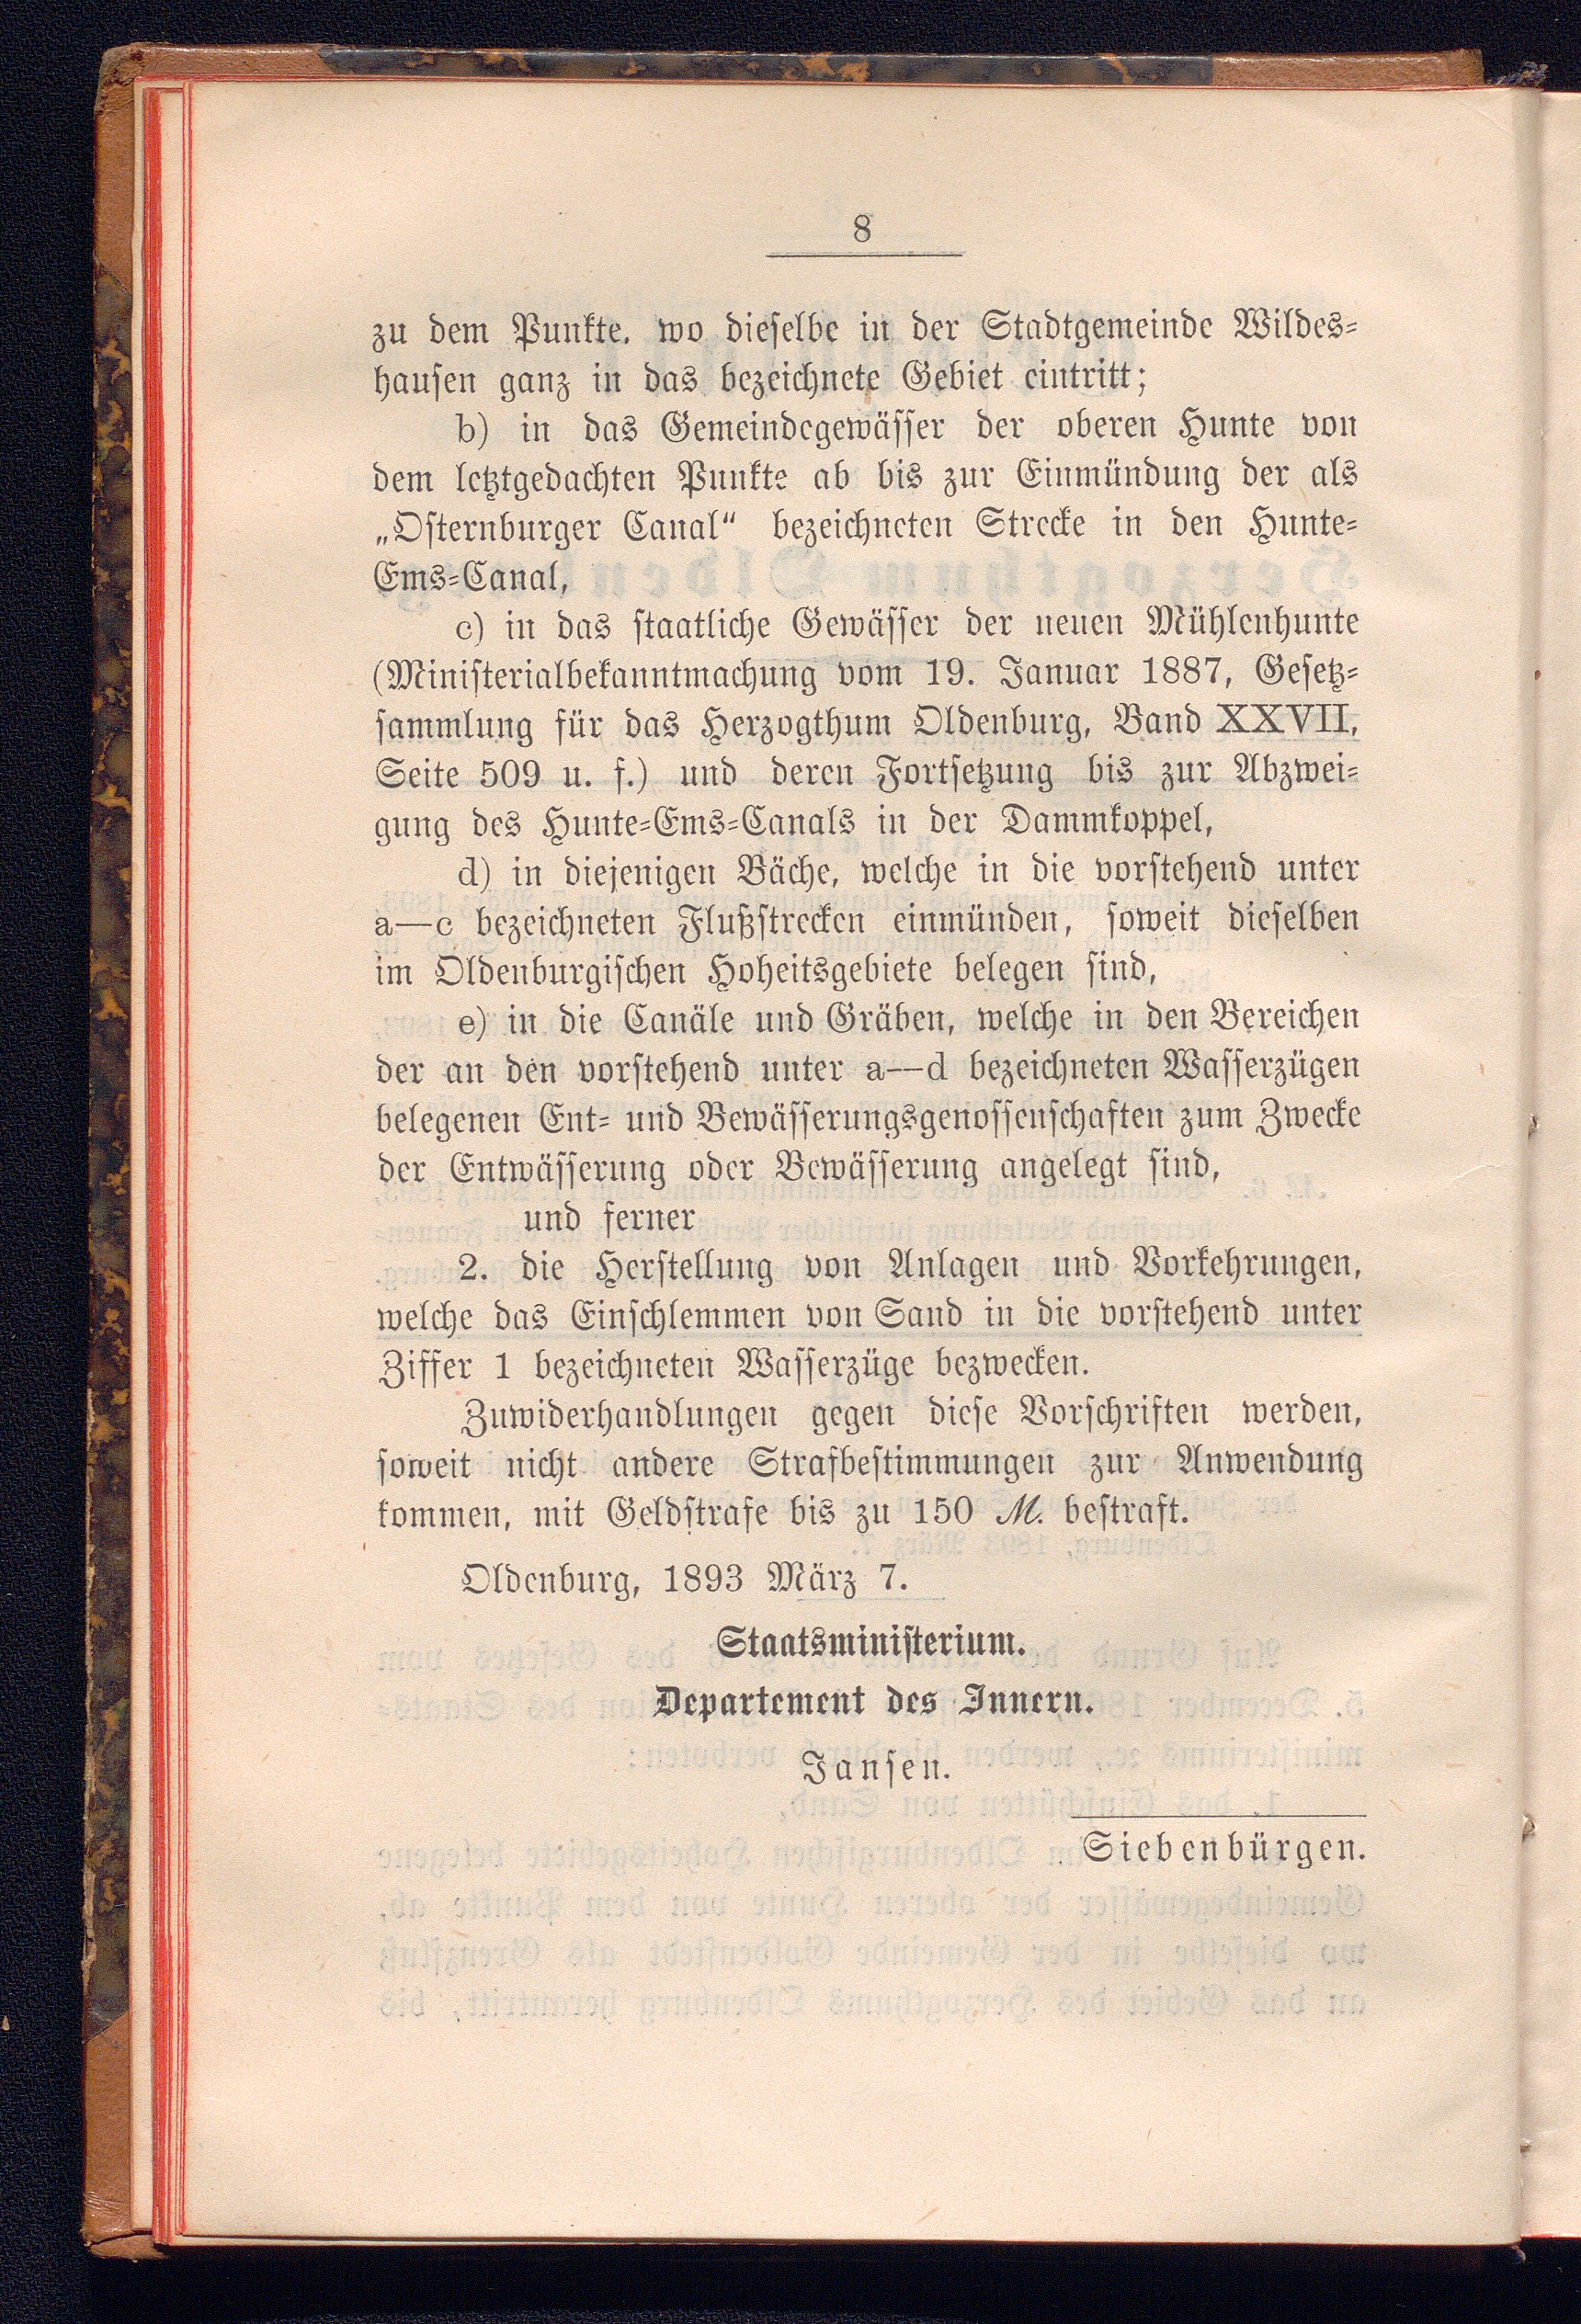 8
zu dem Punkte, wo dieselbe in der Stadtgemeinde Wildes-
hausen ganz in das bezeichnete Gebiet eintritt;
b) in das Gemeindegewässer der oberen Hunte von
dem letztgedachten Punkte ab bis zur Einmündung der als
„Osternburger Canal“ bezeichneten Strecke in den Hunte-
Ems-Canal,
c) in das staatliche Gewässer der neuen Mühlenhunte
(Ministerialbekanntmachung vom 19. Januar 1887, Gesetz-
sammlung für das Herzogthum Oldenburg, Band XXVII,
Seite 509 u. f.) und deren Fortsetzung bis zur Abzwei-
gung des Hunte-Ems-Canals in der Dammkoppel,
d) in diejenigen Bäche, welche in die vorstehend unter
a—c bezeichneten Flußstrecken einmünden, soweit dieselben
im Oldenburgischen Hoheitsgebiete belegen sind,
e) in die Canäle und Gräben, welche in den Bereichen
der an den vorstehend unter a—d bezeichneten Wasserzügen
belegenen Ent- und Bewässerungsgenossenschaften zum Zwecke
der Entwässerung oder Bewässerung angelegt sind,
und ferner
2. die Herstellung von Anlagen und Vorkehrungen,
welche das Einschlemmen von Sand in die vorstehend unter
Ziffer 1 bezeichneten Wasserzüge bezwecken.
Zuwiderhandlungen gegen diese Vorschriften werden,
soweit nicht andere Strafbestimmungen zur Anwendung
kommen, mit Geldstrafe bis zu 150 M. bestraft.
Oldenburg, 1893 März 7.
Staatsministerium.
Departement des Innern.
Jansen.
Siebenbürgen.